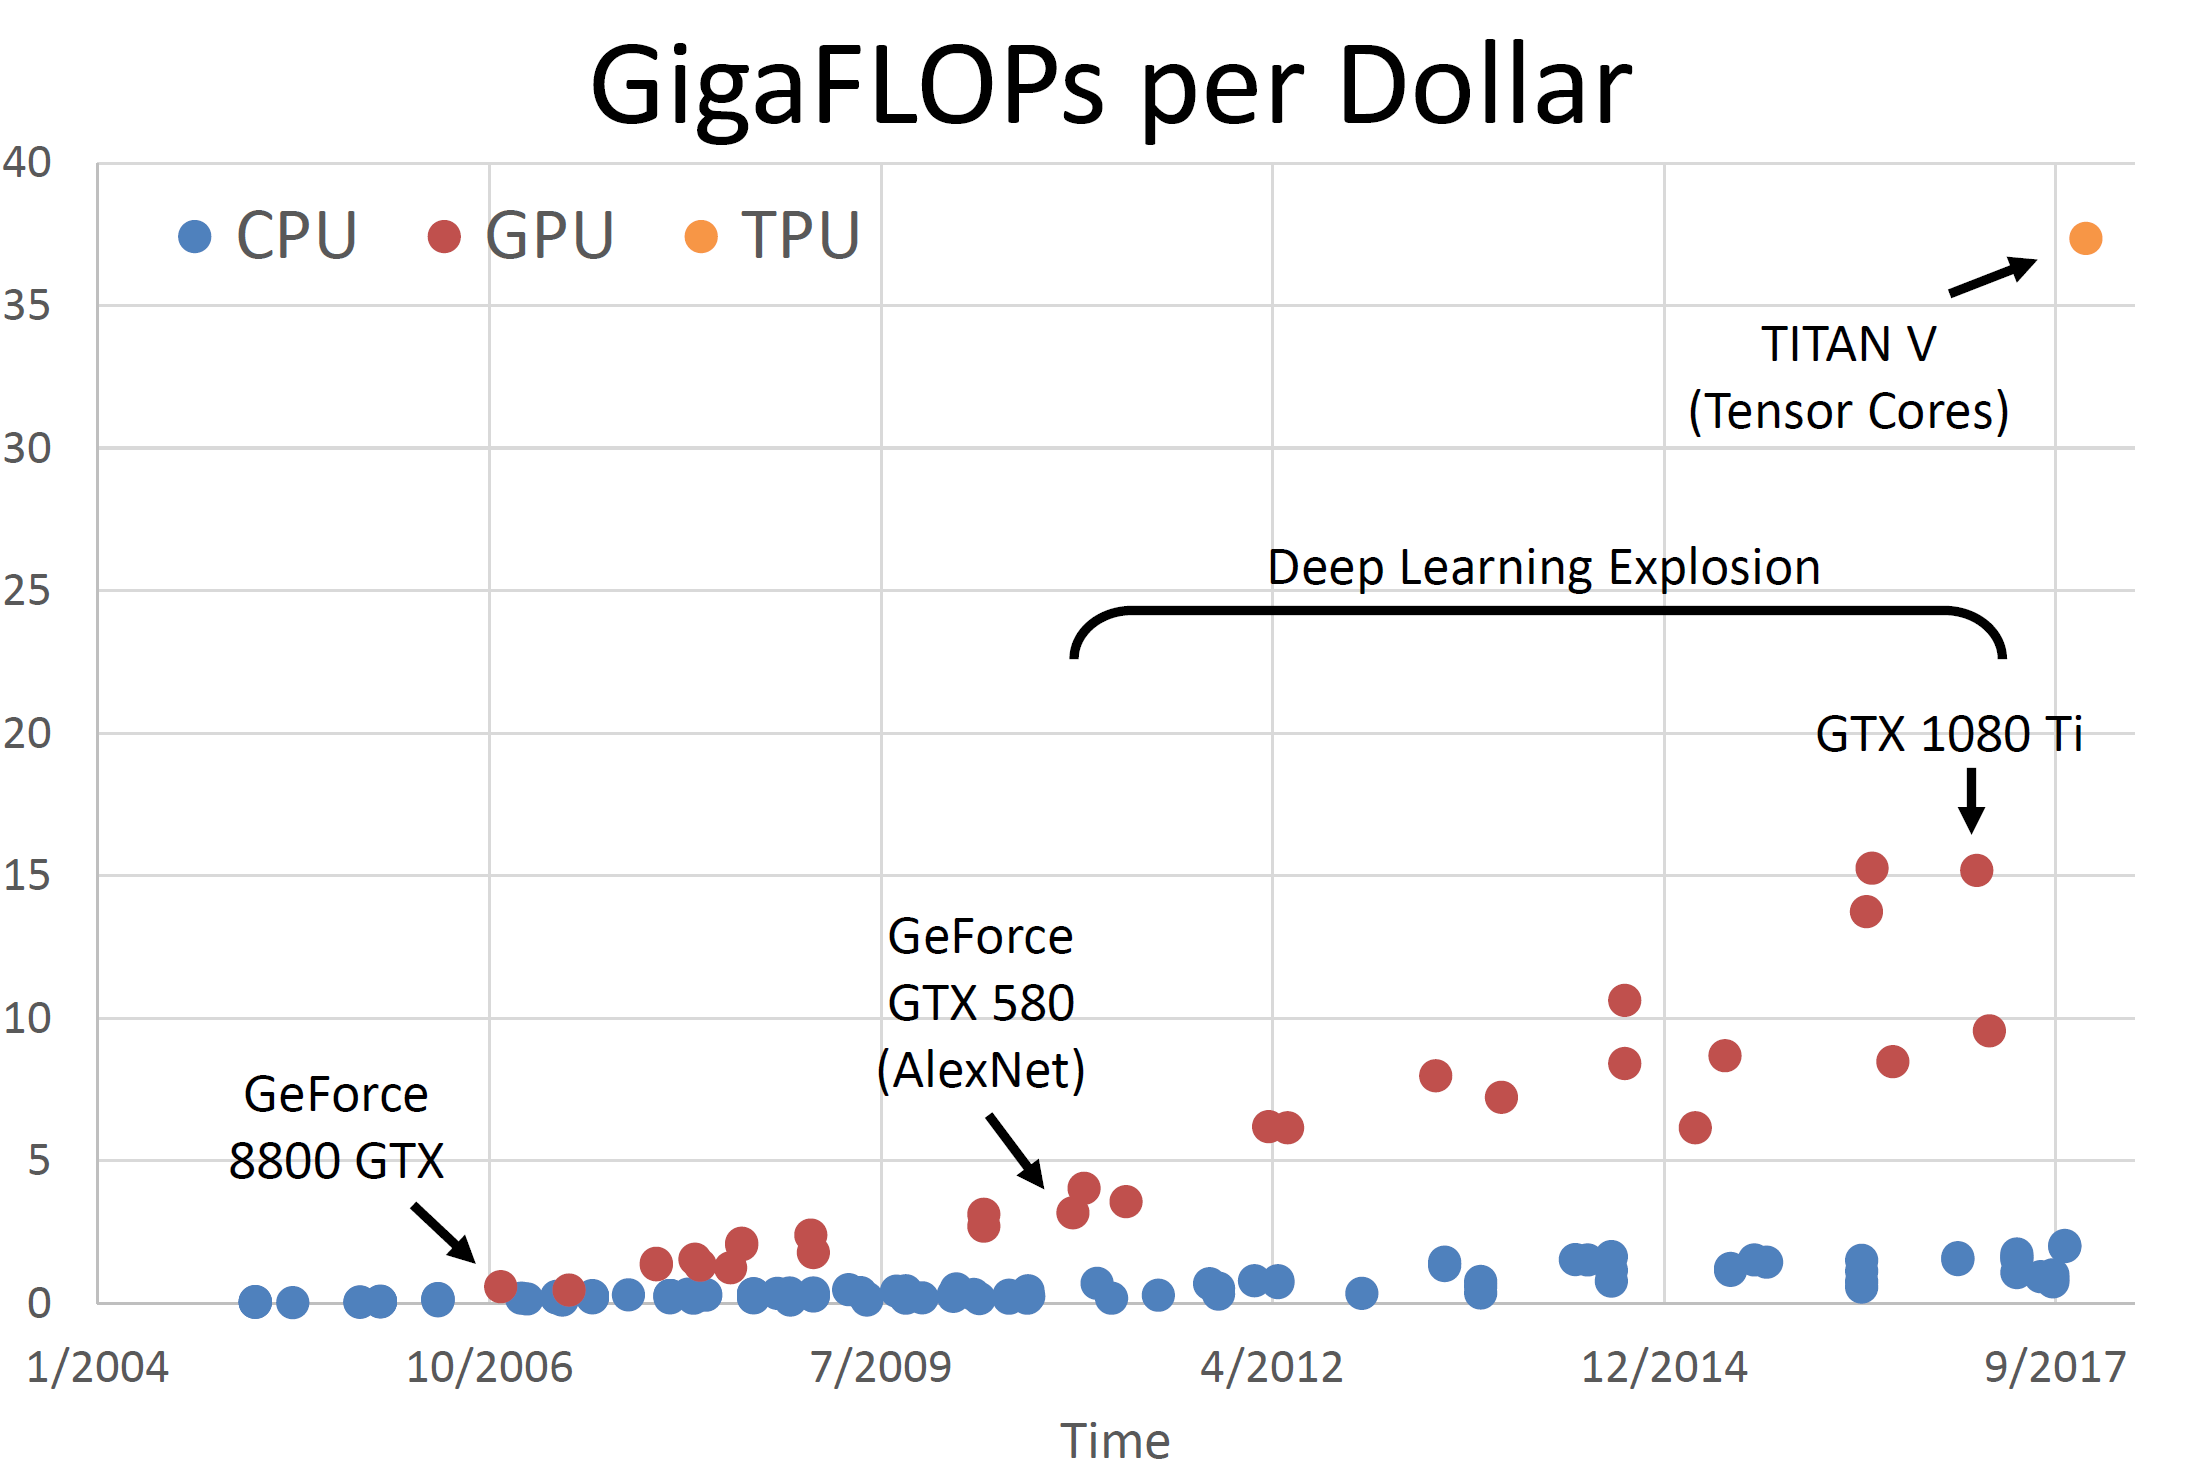 GigaFLOPs per Dollar
40
CPU GPU TPU
35
TITAN V
(Tensor Cores)
30
Deep Learning Explosion
25
20
GTX 1080 Ti
15
GeForce
GTX 580
(AlexNet)
10
GeForce
8800 GTX
5
0
1/2004 10/2006 7/2009 4/2012 12/2014 9/2017
Time